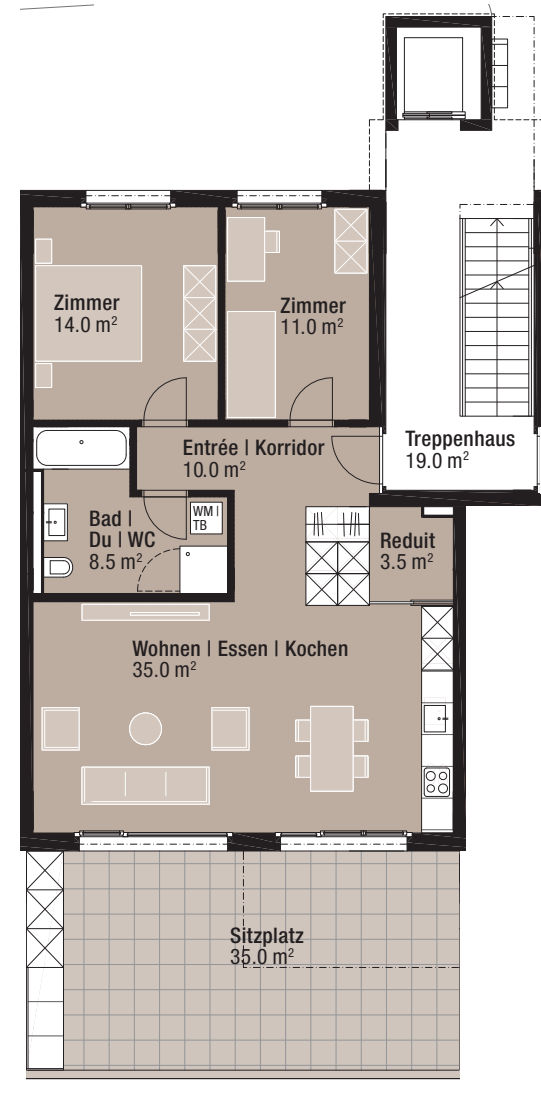 Zimmer
14.0 m²
Zimmer
11.0 m²
Entrée | Korridor
10.0 m²
Treppenhaus
19.0 m²
Bad |
Du | WC
8.5 m²
WM |
TB
Reduit
3.5 m²
Wohnen | Essen | Kochen
35.0 m²
Sitzplatz
35.0 m²